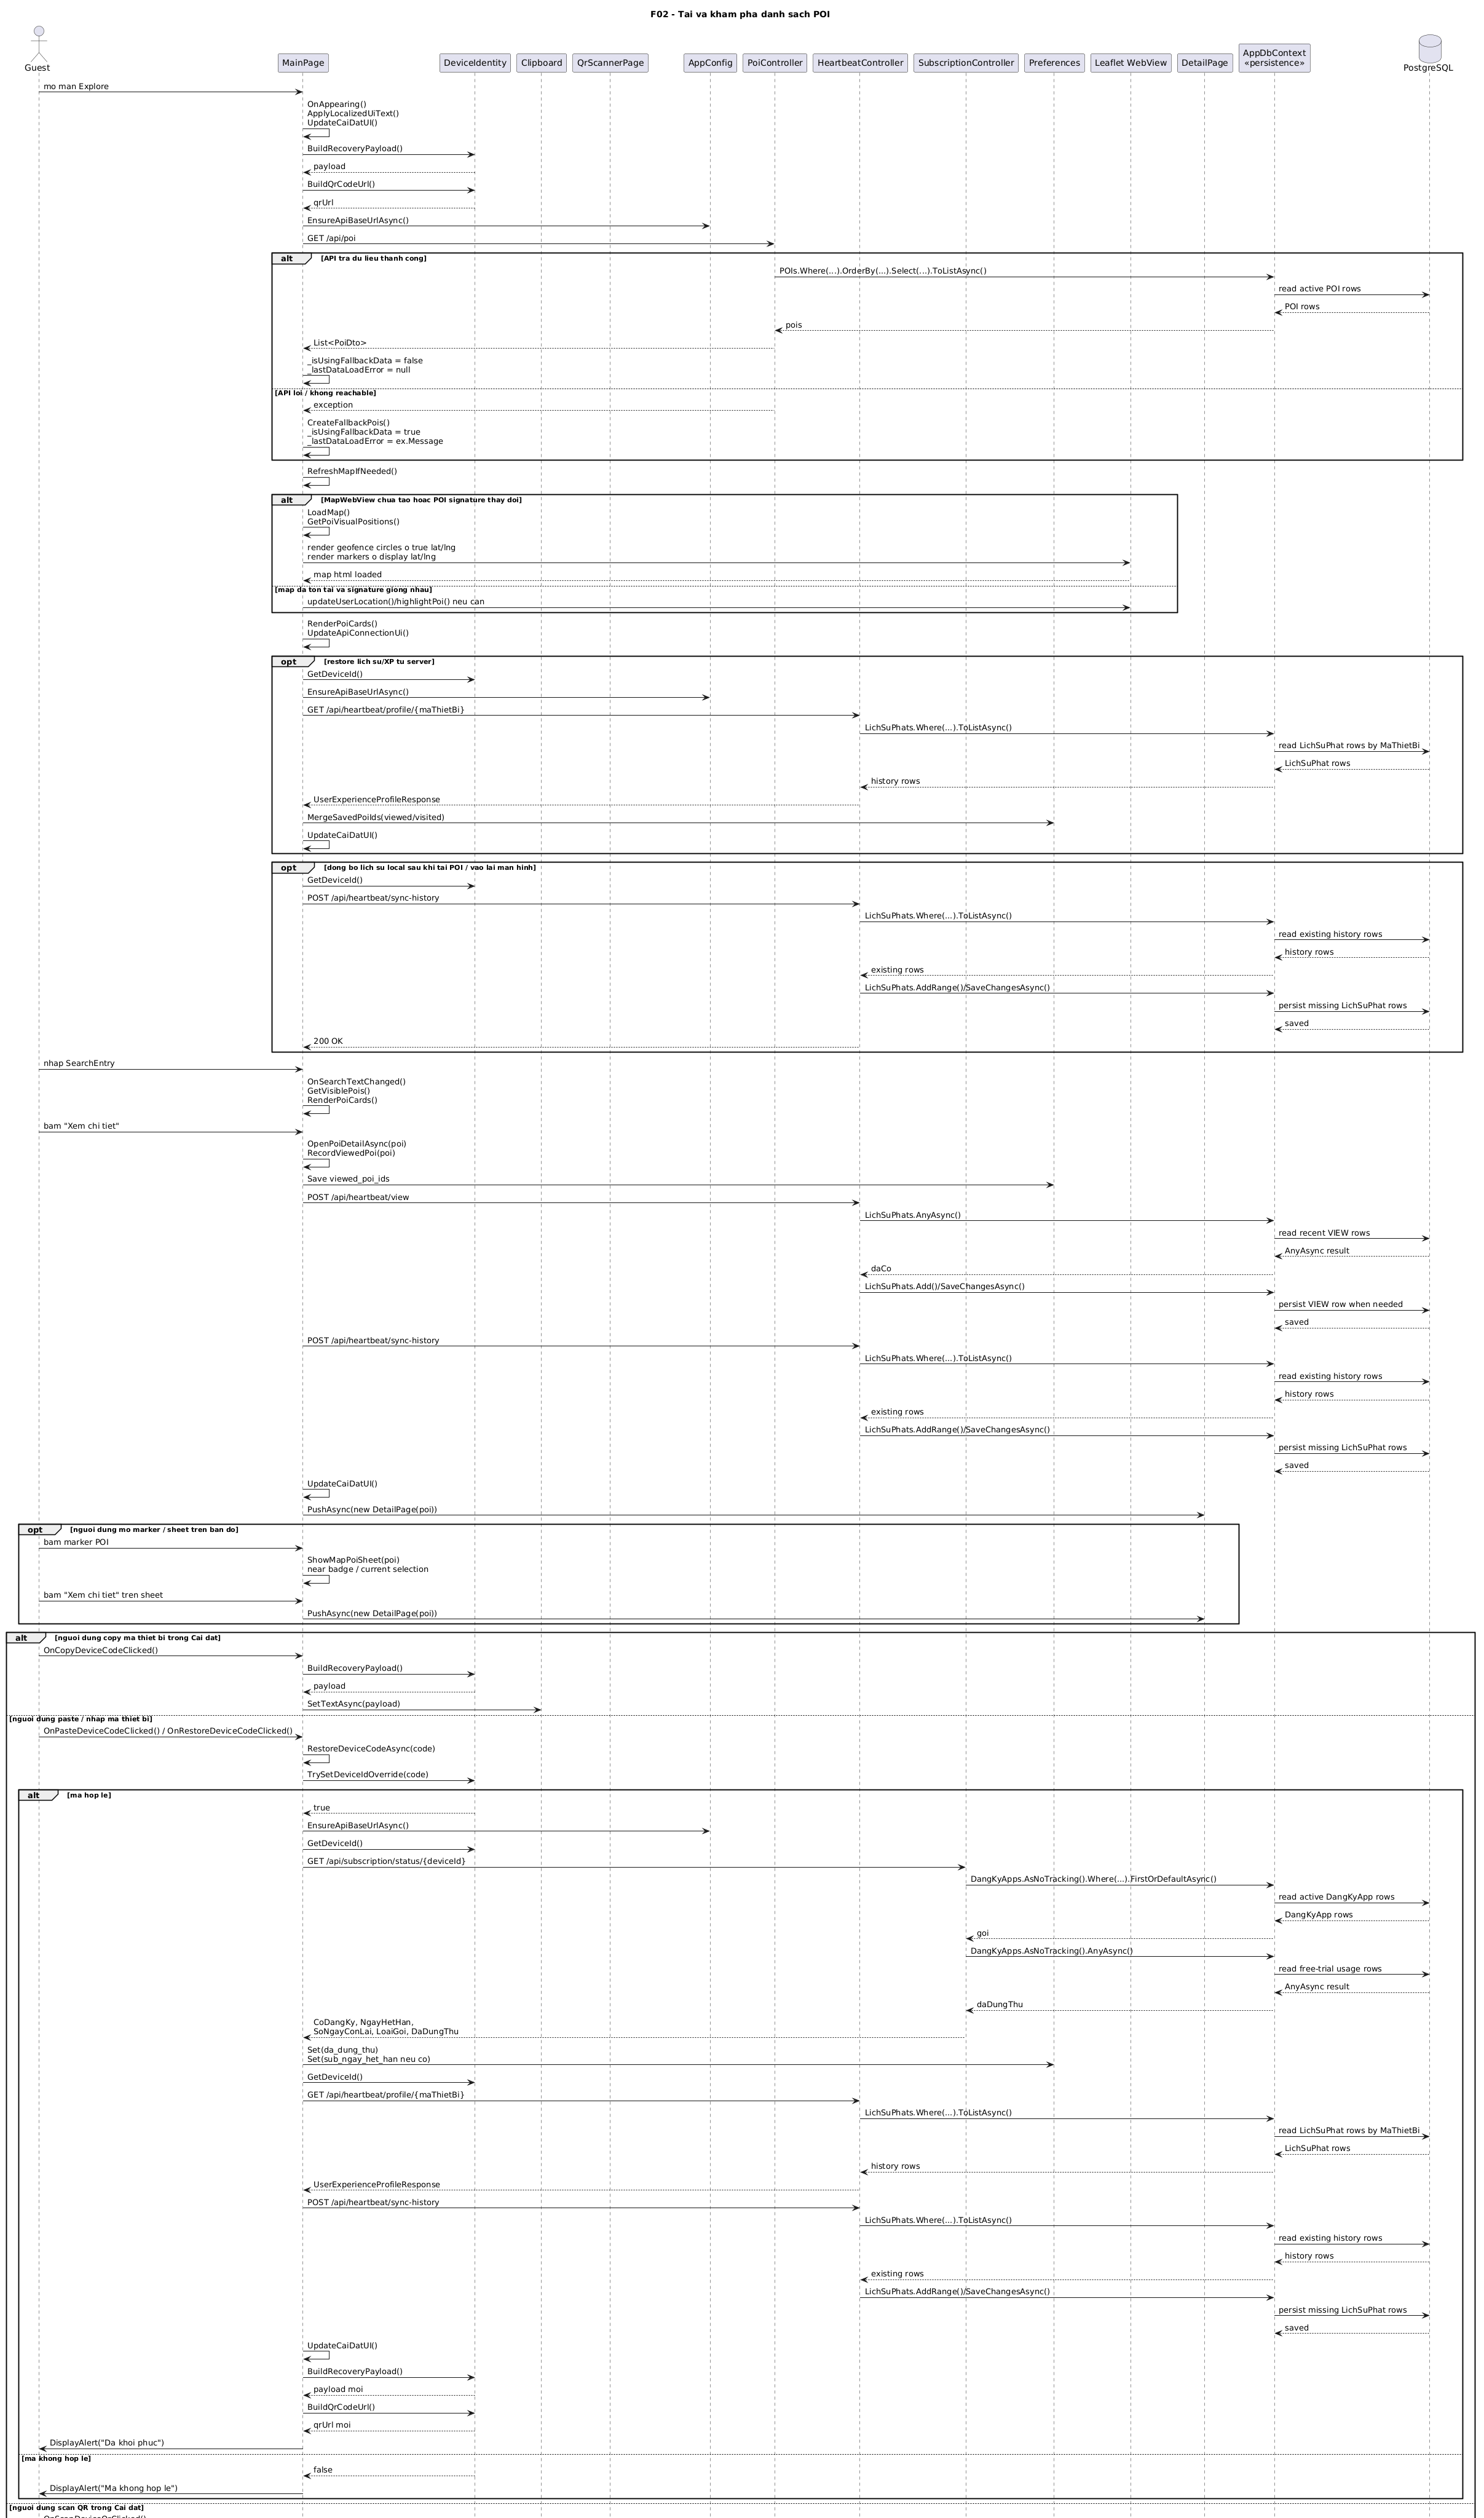 F02 - Tai va kham pha danh sach POI
Guest
MainPage
DeviceIdentity
Clipboard
QrScannerPage
AppConfig
PoiController
HeartbeatController
SubscriptionController
Preferences
Leaflet WebView
DetailPage
AppDbContext
«persistence»
PostgreSQL
mo man Explore
OnAppearing()
ApplyLocalizedUiText()
UpdateCaiDatUI()
BuildRecoveryPayload()
payload
BuildQrCodeUrl()
qrUrl
EnsureApiBaseUrlAsync()
GET /api/poi
alt [API tra du lieu thanh cong]
POIs.Where(...).OrderBy(...).Select(...).ToListAsync()
read active POI rows
POI rows
pois
List<PoiDto>
_isUsingFallbackData = false
_lastDataLoadError = null
[API loi / khong reachable]
exception
CreateFallbackPois()
_isUsingFallbackData = true
_lastDataLoadError = ex.Message
RefreshMapIfNeeded()
alt [MapWebView chua tao hoac POI signature thay doi]
LoadMap()
GetPoiVisualPositions()
render geofence circles o true lat/lng
render markers o display lat/lng
map html loaded
[map da ton tai va signature giong nhau]
updateUserLocation()/highlightPoi() neu can
RenderPoiCards()
UpdateApiConnectionUi()
opt [restore lich su/XP tu server]
GetDeviceId()
EnsureApiBaseUrlAsync()
GET /api/heartbeat/profile/{maThietBi}
LichSuPhats.Where(...).ToListAsync()
read LichSuPhat rows by MaThietBi
LichSuPhat rows
history rows
UserExperienceProfileResponse
MergeSavedPoiIds(viewed/visited)
UpdateCaiDatUI()
opt [dong bo lich su local sau khi tai POI / vao lai man hinh]
GetDeviceId()
POST /api/heartbeat/sync-history
LichSuPhats.Where(...).ToListAsync()
read existing history rows
history rows
existing rows
LichSuPhats.AddRange()/SaveChangesAsync()
persist missing LichSuPhat rows
saved
200 OK
nhap SearchEntry
OnSearchTextChanged()
GetVisiblePois()
RenderPoiCards()
bam "Xem chi tiet"
OpenPoiDetailAsync(poi)
RecordViewedPoi(poi)
Save viewed_poi_ids
POST /api/heartbeat/view
LichSuPhats.AnyAsync()
read recent VIEW rows
AnyAsync result
daCo
LichSuPhats.Add()/SaveChangesAsync()
persist VIEW row when needed
saved
POST /api/heartbeat/sync-history
LichSuPhats.Where(...).ToListAsync()
read existing history rows
history rows
existing rows
LichSuPhats.AddRange()/SaveChangesAsync()
persist missing LichSuPhat rows
saved
UpdateCaiDatUI()
PushAsync(new DetailPage(poi))
opt [nguoi dung mo marker / sheet tren ban do]
bam marker POI
ShowMapPoiSheet(poi)
near badge / current selection
bam "Xem chi tiet" tren sheet
PushAsync(new DetailPage(poi))
alt [nguoi dung copy ma thiet bi trong Cai dat]
OnCopyDeviceCodeClicked()
BuildRecoveryPayload()
payload
SetTextAsync(payload)
[nguoi dung paste / nhap ma thiet bi]
OnPasteDeviceCodeClicked() / OnRestoreDeviceCodeClicked()
RestoreDeviceCodeAsync(code)
TrySetDeviceIdOverride(code)
alt [ma hop le]
true
EnsureApiBaseUrlAsync()
GetDeviceId()
GET /api/subscription/status/{deviceId}
DangKyApps.AsNoTracking().Where(...).FirstOrDefaultAsync()
read active DangKyApp rows
DangKyApp rows
goi
DangKyApps.AsNoTracking().AnyAsync()
read free-trial usage rows
AnyAsync result
daDungThu
CoDangKy, NgayHetHan,
SoNgayConLai, LoaiGoi, DaDungThu
Set(da_dung_thu)
Set(sub_ngay_het_han neu co)
GetDeviceId()
GET /api/heartbeat/profile/{maThietBi}
LichSuPhats.Where(...).ToListAsync()
read LichSuPhat rows by MaThietBi
LichSuPhat rows
history rows
UserExperienceProfileResponse
POST /api/heartbeat/sync-history
LichSuPhats.Where(...).ToListAsync()
read existing history rows
history rows
existing rows
LichSuPhats.AddRange()/SaveChangesAsync()
persist missing LichSuPhat rows
saved
UpdateCaiDatUI()
BuildRecoveryPayload()
payload moi
BuildQrCodeUrl()
qrUrl moi
DisplayAlert("Da khoi phuc")
[ma khong hop le]
false
DisplayAlert("Ma khong hop le")
[nguoi dung scan QR trong Cai dat]